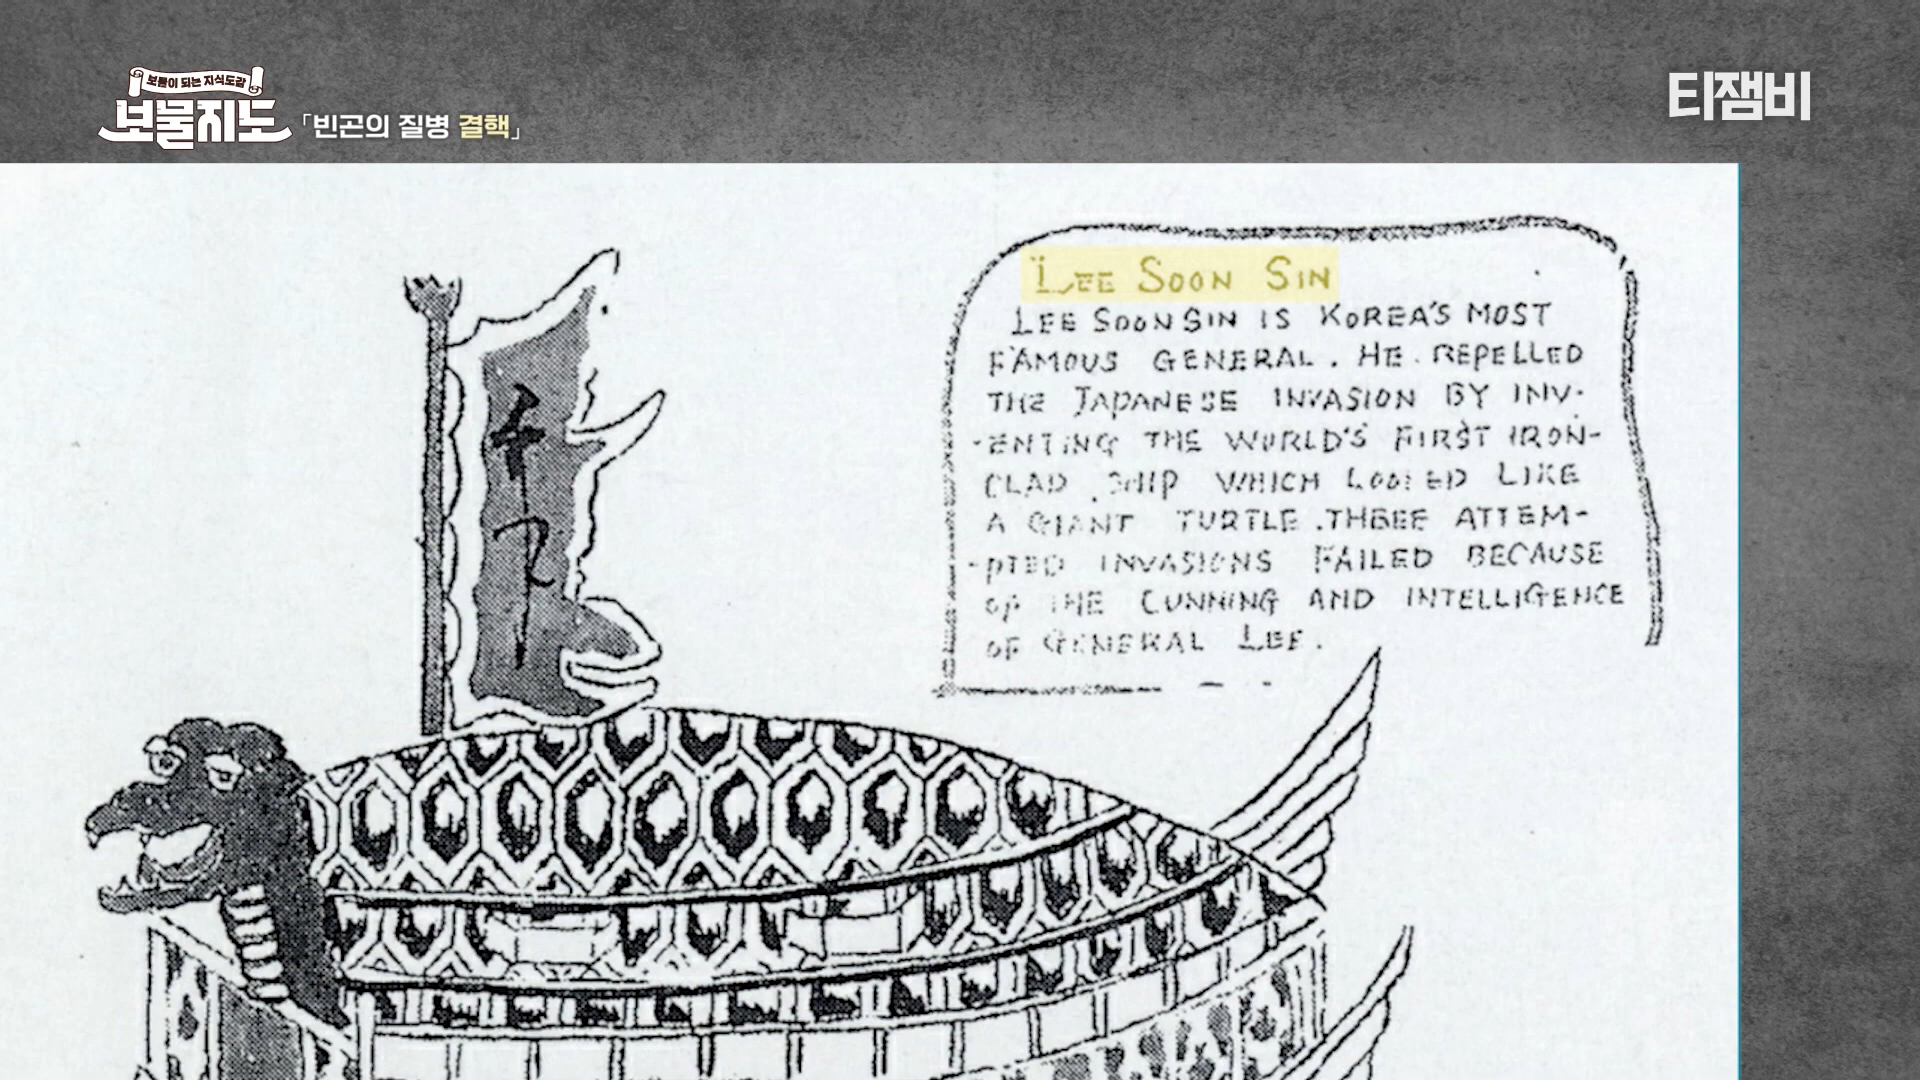 보물이 되는 지식도감
보물지도
「빈곤의 질병 결핵」
티잼비
LEE SOON SIN
LEE SOON SIN IS KOREA'S MOST
FAMOUS GENERAL. HE REPELLED
THE JAPANESE INVASION BY INV-
-ENTING THE WORLD'S FIRST IRON-
CLAD SHIP WHICH LOOKED LIKE
A GIANT TURTLE. THREE ATTEM-
-PTED INVASIONS FAILED BECAUSE
OF THE CUNNING AND INTELLIGENCE
OF GENERAL LEE.